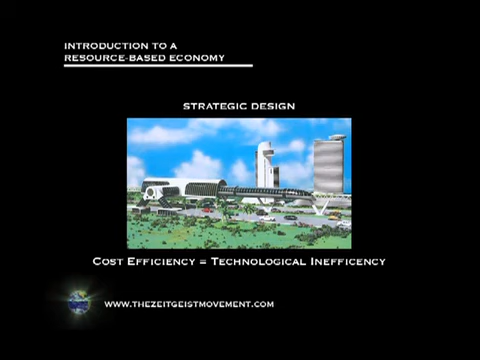 INTRODUCTION TO A
RESOURCE-BASED ECONOMY
STRATEGIC DESIGN
COST EFFICIENCY = TECHNOLOGICAL INEFFICENCY
WWW.THEZEITGEISTMOVEMENT.COM